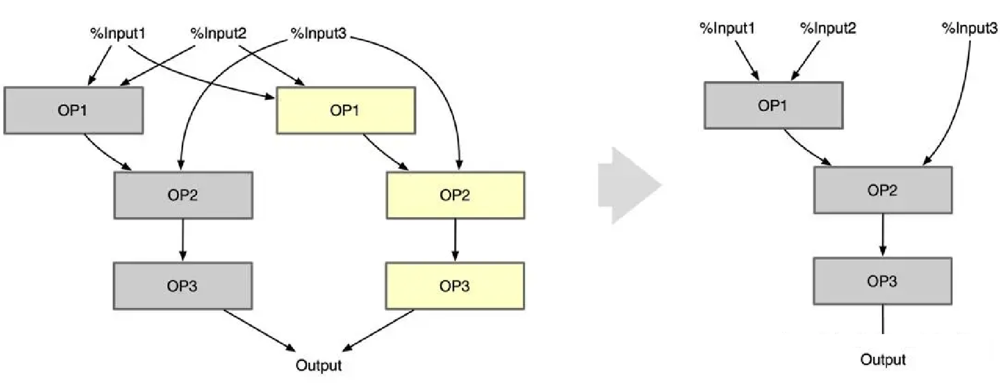 %Input1 %Input2 %Input3
OP1 OP1
OP2 OP2
OP3 OP3
Output
%Input1 %Input2 %Input3
OP1
OP2
OP3
Output